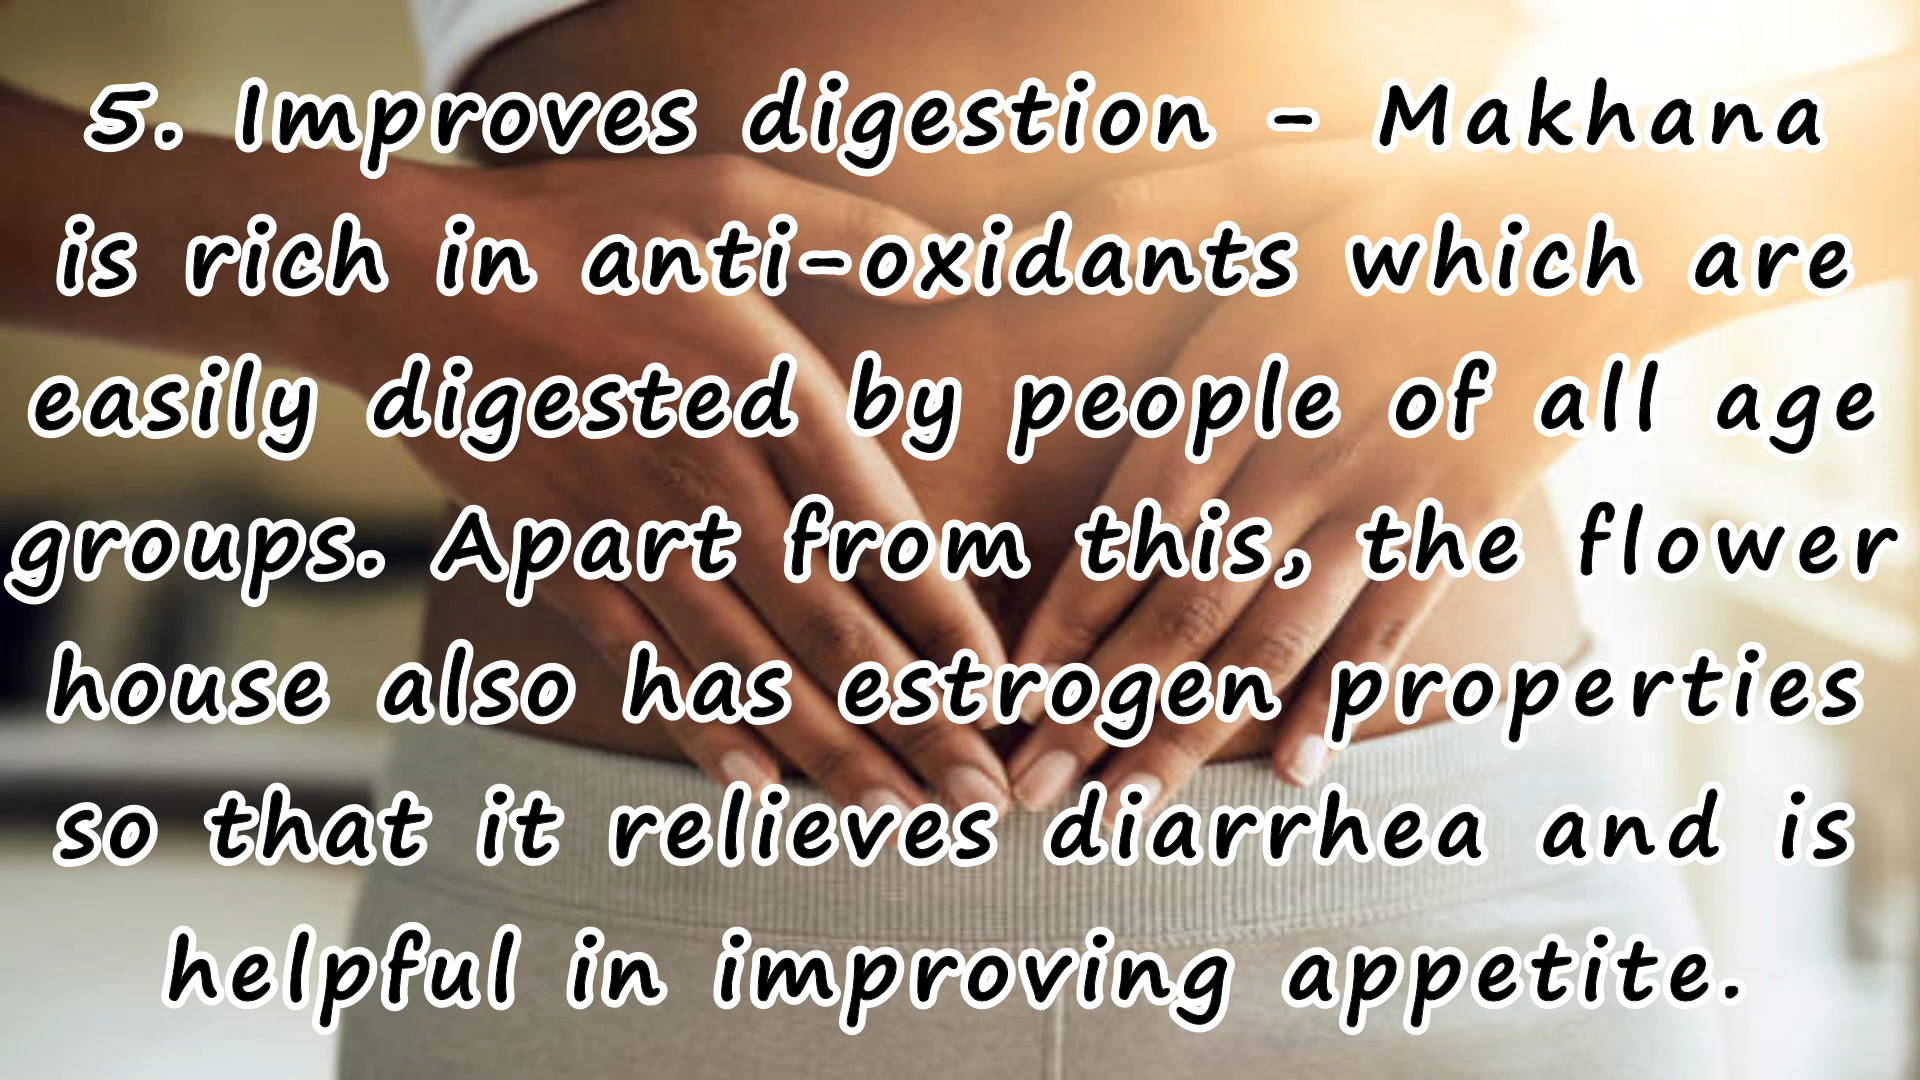 5. Improves digestion - Makhana
is rich in anti-oxidants which are
easily digested by people of all age
groups. Apart from this, the flower
house also has estrogen properties
so that it relieves diarrhea and is
helpful in improving appetite.